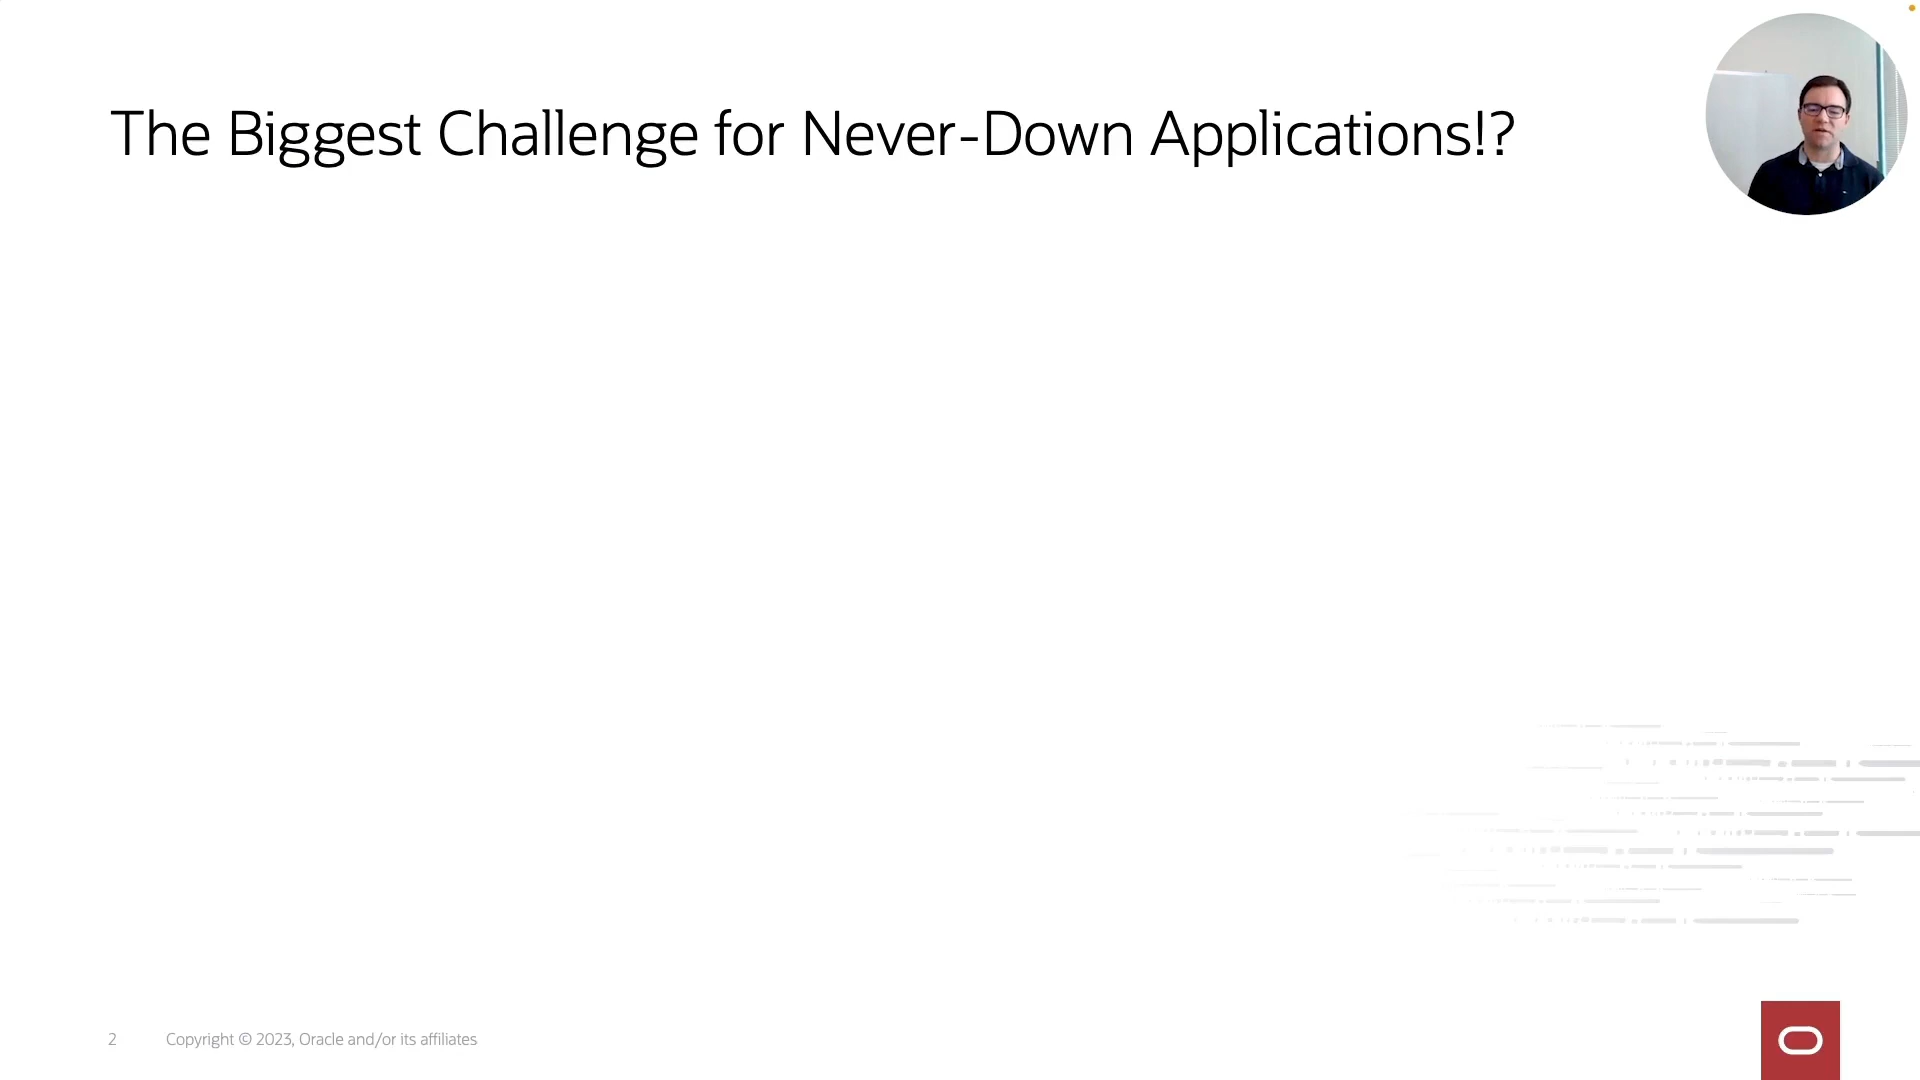 The Biggest Challenge for Never-Down Applications!?
2 Copyright © 2023, Oracle and/or its affiliates